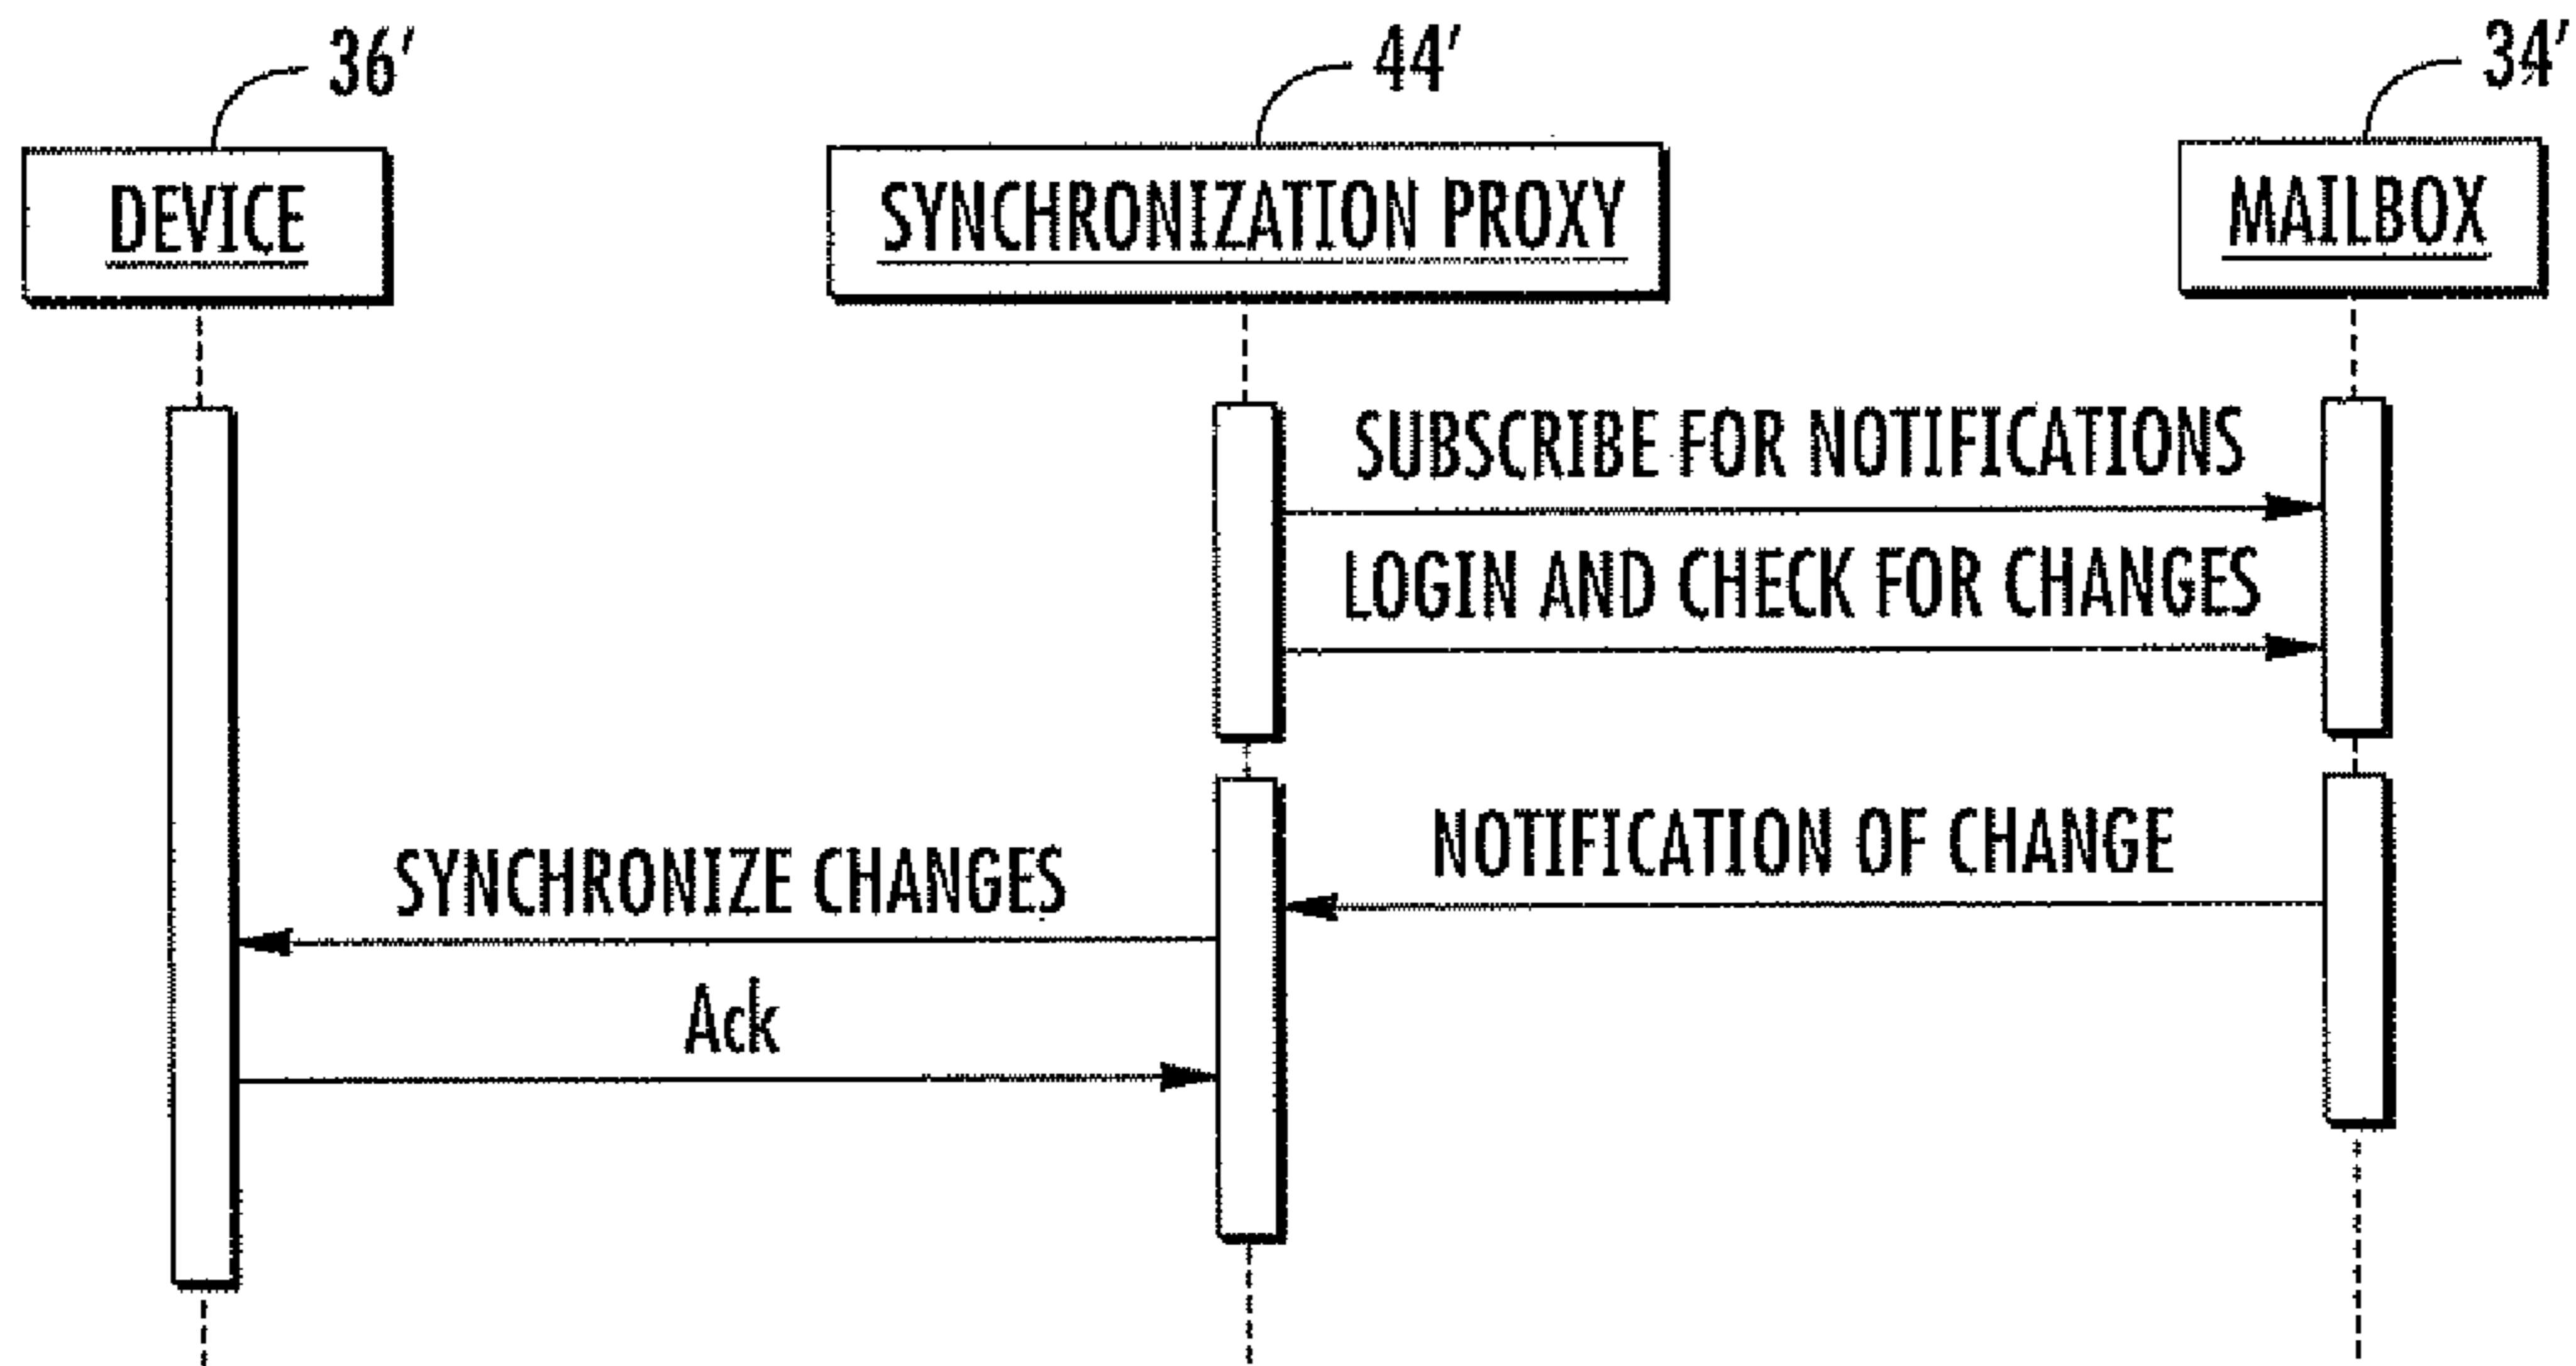 36′
44′
34′
DEVICE
SYNCHRONIZATION PROXY
MAILBOX
SUBSCRIBE FOR NOTIFICATIONS
LOGIN AND CHECK FOR CHANGES
NOTIFICATION OF CHANGE
SYNCHRONIZE CHANGES
Ack